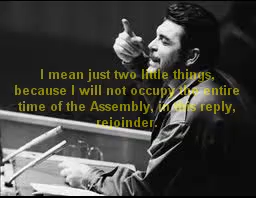 I mean just two little things,
because I will not occupy the entire
time of the Assembly, in this reply,
rejoinder.